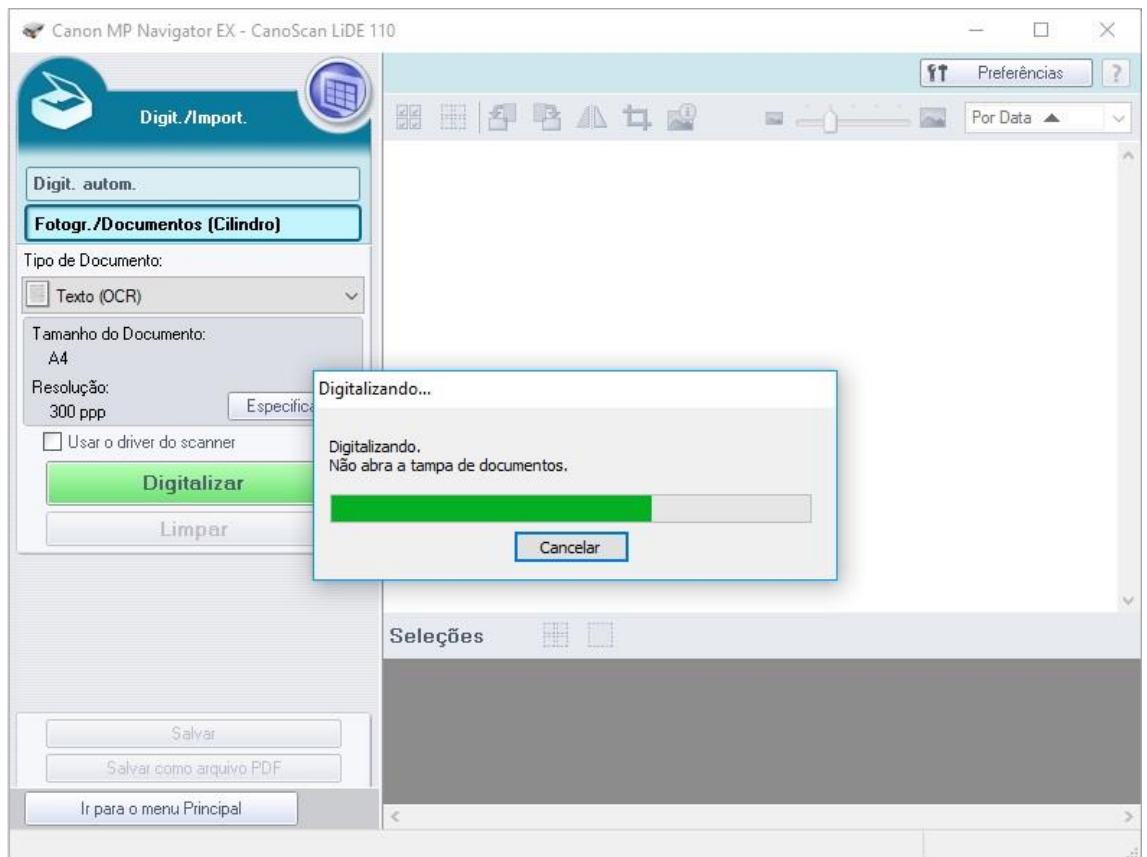 Canon MP Navigator EX - CanoScan LiDE 110
Preferências
?
Digit./Import.
Por Data
Digit. autom.
Fotogr./Documentos (Cilindro)
Tipo de Documento:
Texto (OCR)
Tamanho do Documento:
A4
Resolução:
300 ppp
Especifica
Usar o driver do scanner
Digitalizar
Limpar
Digitalizando...
Digitalizando.
Não abra a tampa de documentos.
Cancelar
Seleções
Salvar
Salvar como arquivo PDF
Ir para o menu Principal